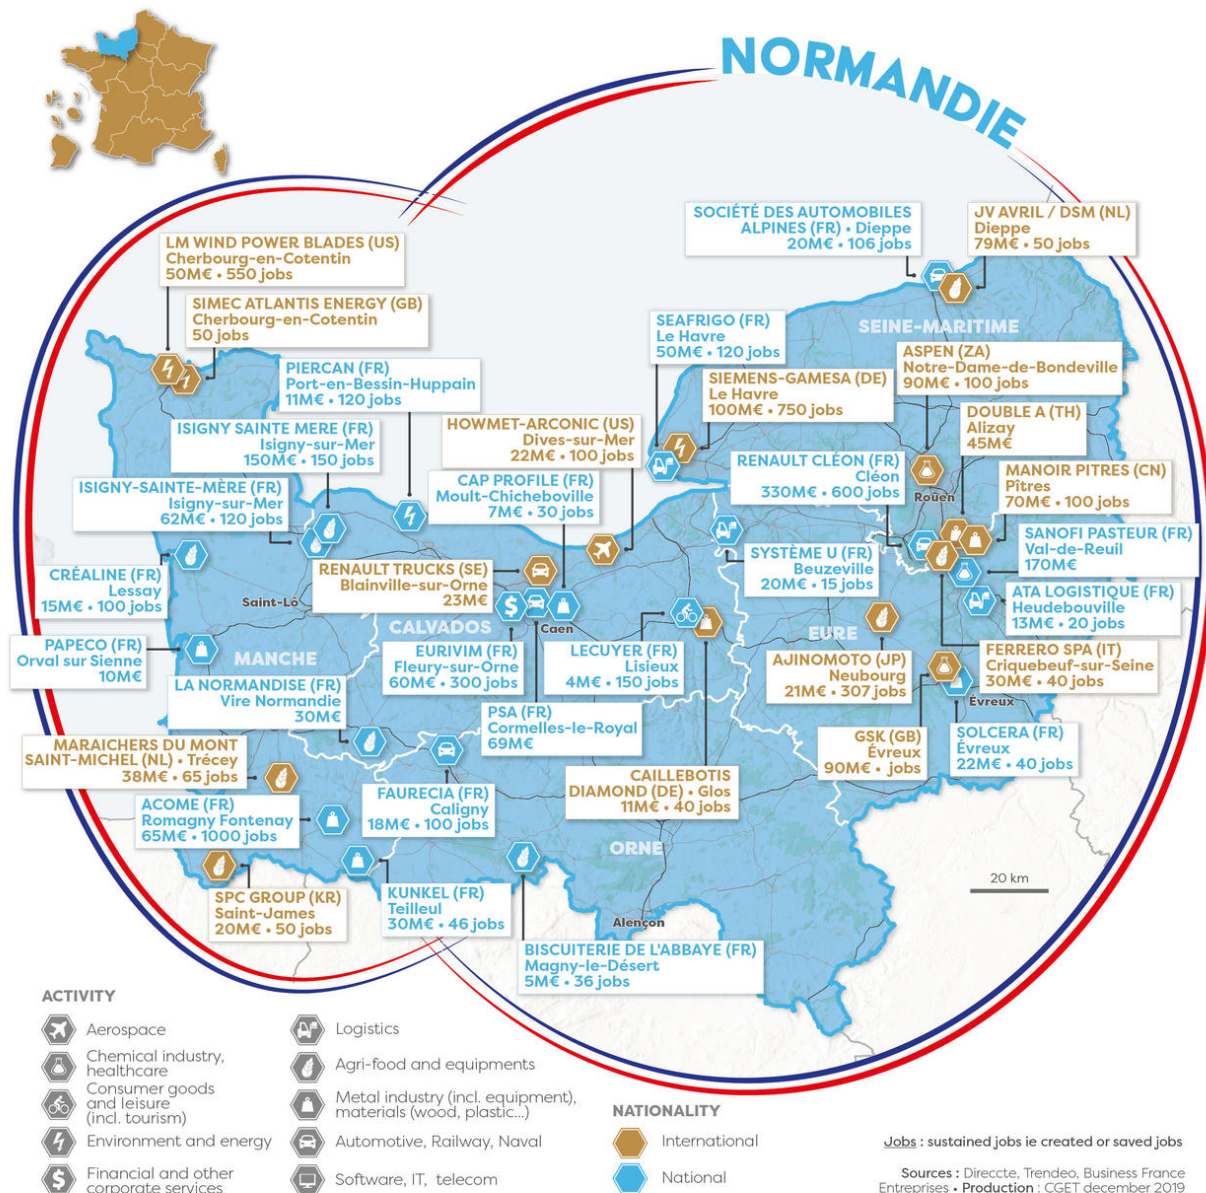 NORMANDIE
SOCIÉTÉ DES AUTOMOBILES
ALPINES (FR) • Dieppe
20M€ • 106 jobs
JV AVRIL / DSM (NL)
Dieppe
79M€ • 50 jobs
LM WIND POWER BLADES (US)
Cherbourg-en-Cotentin
50M€ • 550 jobs
SIMEC ATLANTIS ENERGY (GB)
Cherbourg-en-Cotentin
50 jobs
SEAFRIGO (FR)
Le Havre
50M€ • 120 jobs
SEINE-MARITIME
ASPEN (ZA)
Notre-Dame-de-Bondeville
90M€ • 100 jobs
PIERCAN (FR)
Port-en-Bessin-Huppain
11M€ • 120 jobs
SIEMENS-GAMESA (DE)
Le Havre
100M€ • 750 jobs
DOUBLE A (TH)
Alizay
45M€
ISIGNY SAINTE MERE (FR)
Isigny-sur-Mer
150M€ • 150 jobs
HOWMET-ARCONIC (US)
Dives-sur-Mer
22M€ • 100 jobs
RENAULT CLÉON (FR)
Cléon
330M€ • 600 jobs
Rouen
MANOIR PITRES (CN)
Pîtres
70M€ • 100 jobs
ISIGNY-SAINTE-MÈRE (FR)
Isigny-sur-Mer
62M€ • 120 jobs
CAP PROFILE (FR)
Moult-Chicheboville
7M€ • 30 jobs
SANOFI PASTEUR (FR)
Val-de-Reuil
170M€
CRÉALINE (FR)
Lessay
15M€ • 100 jobs
RENAULT TRUCKS (SE)
Blainville-sur-Orne
23M€
SYSTÈME U (FR)
Beuzeville
20M€ • 15 jobs
ATA LOGISTIQUE (FR)
Heudebouville
13M€ • 20 jobs
Saint-Lô
CALVADOS
Caen
EURE
PAPECO (FR)
Orval sur Sienne
10M€
MANCHE
EURIVIM (FR)
Fleury-sur-Orne
60M€ • 300 jobs
LECUYER (FR)
Lisieux
4M€ • 150 jobs
AJINOMOTO (JP)
Neubourg
21M€ • 307 jobs
FERRERO SPA (IT)
Criquebeuf-sur-Seine
30M€ • 40 jobs
LA NORMANDISE (FR)
Vire Normandie
30M€
PSA (FR)
Cormelles-le-Royal
69M€
Évreux
GSK (GB)
Évreux
90M€ • jobs
SOLCERA (FR)
Évreux
22M€ • 40 jobs
MARAICHERS DU MONT
SAINT-MICHEL (NL) • Trécey
38M€ • 65 jobs
CAILLEBOTIS
DIAMOND (DE) • Glos
11M€ • 40 jobs
ACOME (FR)
Romagny Fontenay
65M€ • 1000 jobs
FAURECIA (FR)
Caligny
18M€ • 100 jobs
ORNE
20 km
SPC GROUP (KR)
Saint-James
20M€ • 50 jobs
KUNKEL (FR)
Teilleul
30M€ • 46 jobs
Alençon
BISCUITERIE DE L'ABBAYE (FR)
Magny-le-Désert
5M€ • 36 jobs
ACTIVITY
Aerospace
Chemical industry,
healthcare
Consumer goods
and leisure
(incl. tourism)
Environment and energy
Financial and other
corporate services
Logistics
Agri-food and equipments
Metal industry (incl. equipment),
materials (wood, plastic...)
Automotive, Railway, Naval
Software, IT, telecom
NATIONALITY
International
National
Jobs : sustained jobs ie created or saved jobs
Sources : Direccte, Trendeo, Business France
Entreprises • Production : CGET december 2019